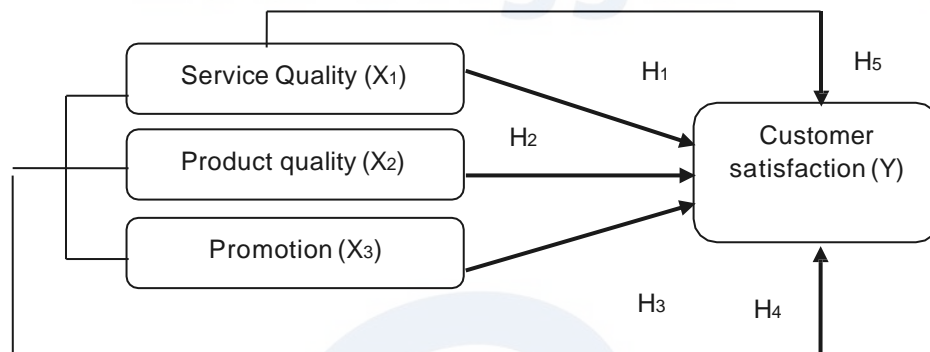 H1
H5
Service Quality (X1)
H2
Customer
satisfaction (Y)
Product quality (X2)
Promotion (X3)
H3
H4